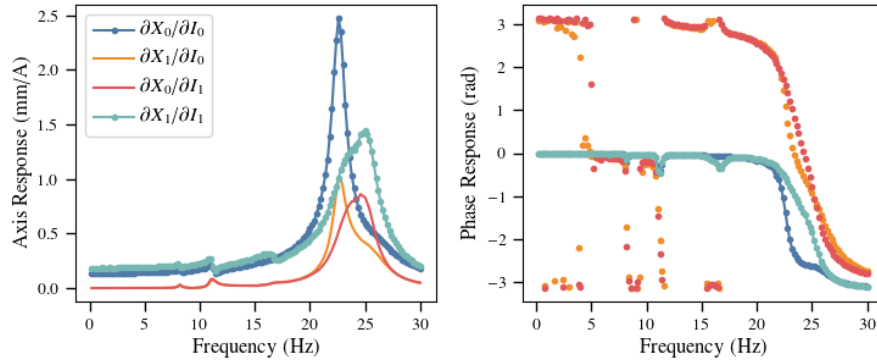 2.5
2.0
1.5
1.0
0.5
0.0
Axis Response (mm/A)
∂X₀/∂I₀
∂X₁/∂I₀
∂X₀/∂I₁
∂X₁/∂I₁
0 5 10 15 20 25 30
Frequency (Hz)
3
2
1
0
−1
−2
−3
Phase Response (rad)
0 5 10 15 20 25 30
Frequency (Hz)